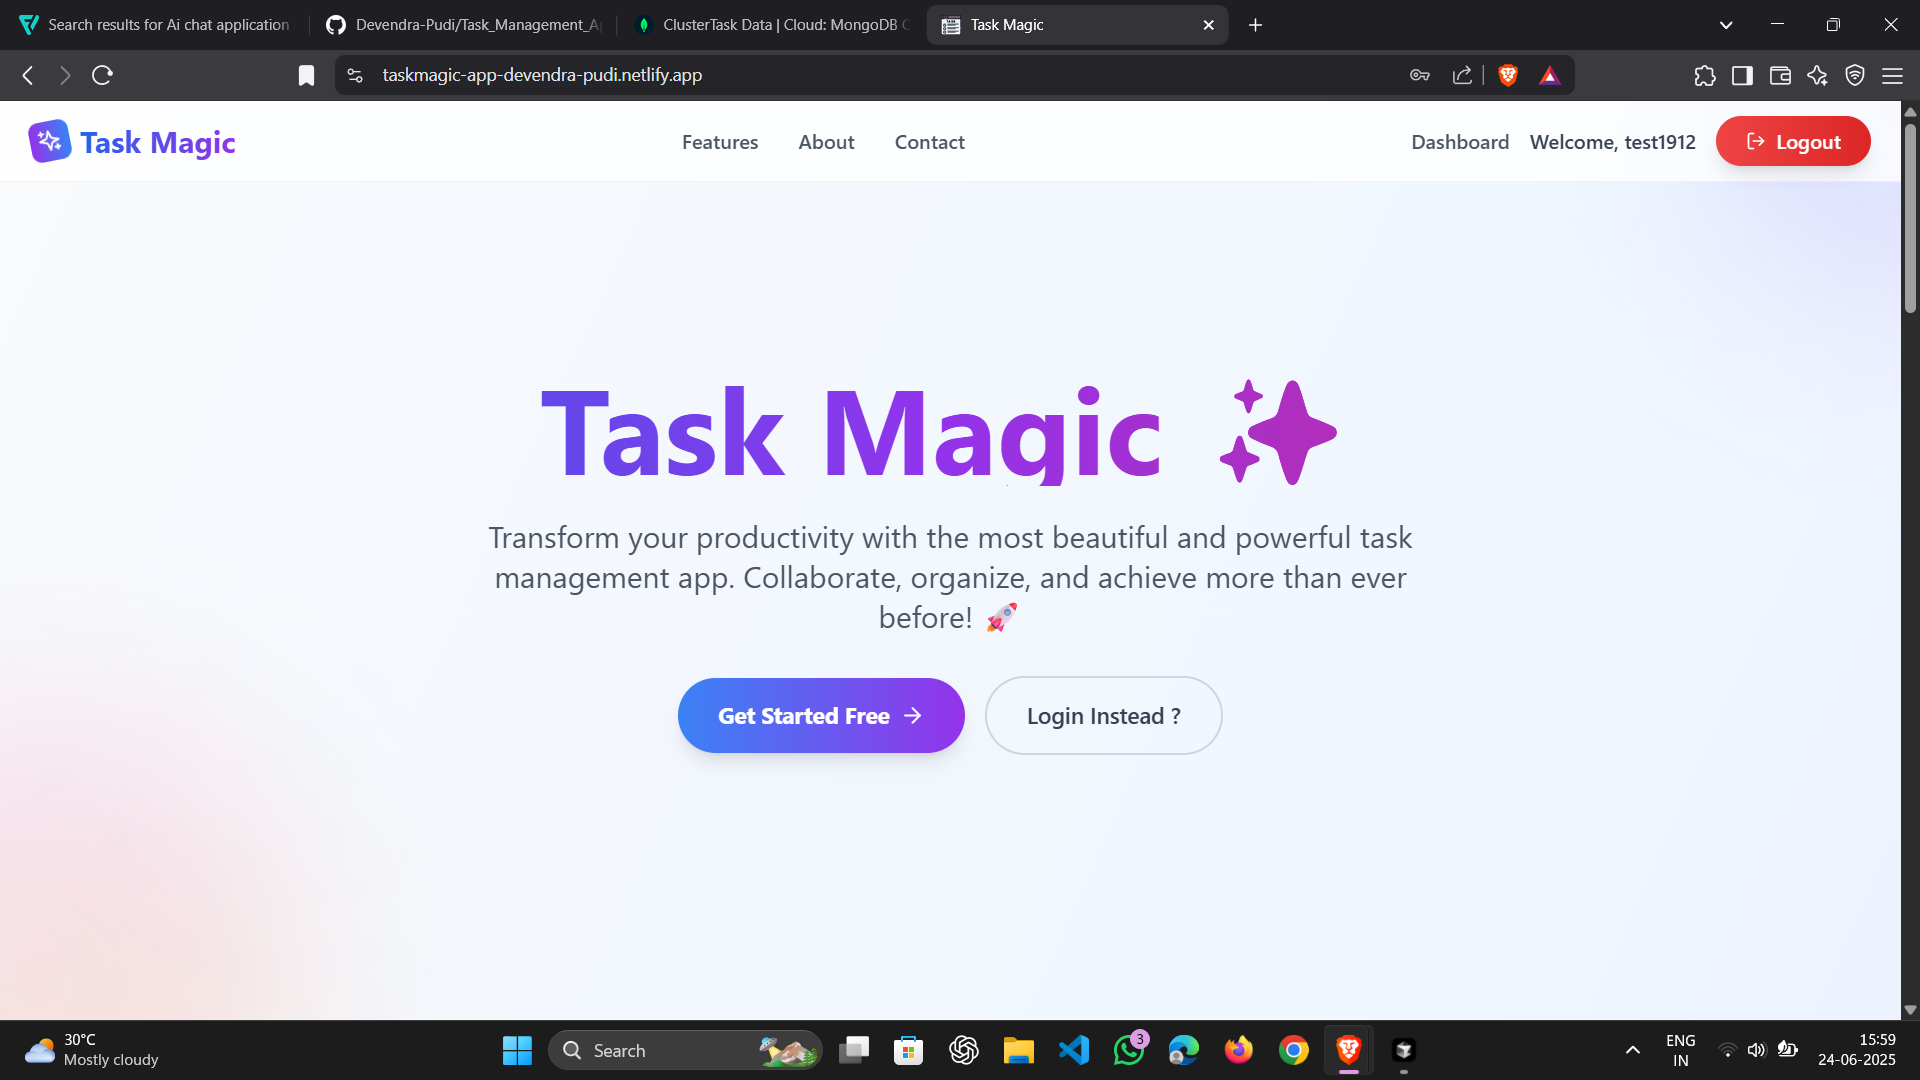 Search results for Ai chat application
Devendra-Pudi/Task_Management_A
ClusterTask Data | Cloud: MongoDB C
Task Magic
taskmagic-app-devendra-pudi.netlify.app
Task Magic
Features
About
Contact
Dashboard
Welcome, test1912
Logout
Task Magic
Transform your productivity with the most beautiful and powerful task
management app. Collaborate, organize, and achieve more than ever
before! 🚀
Get Started Free →
Login Instead ?
30°C
Mostly cloudy
Search
3
ENG
IN
15:59
24-06-2025